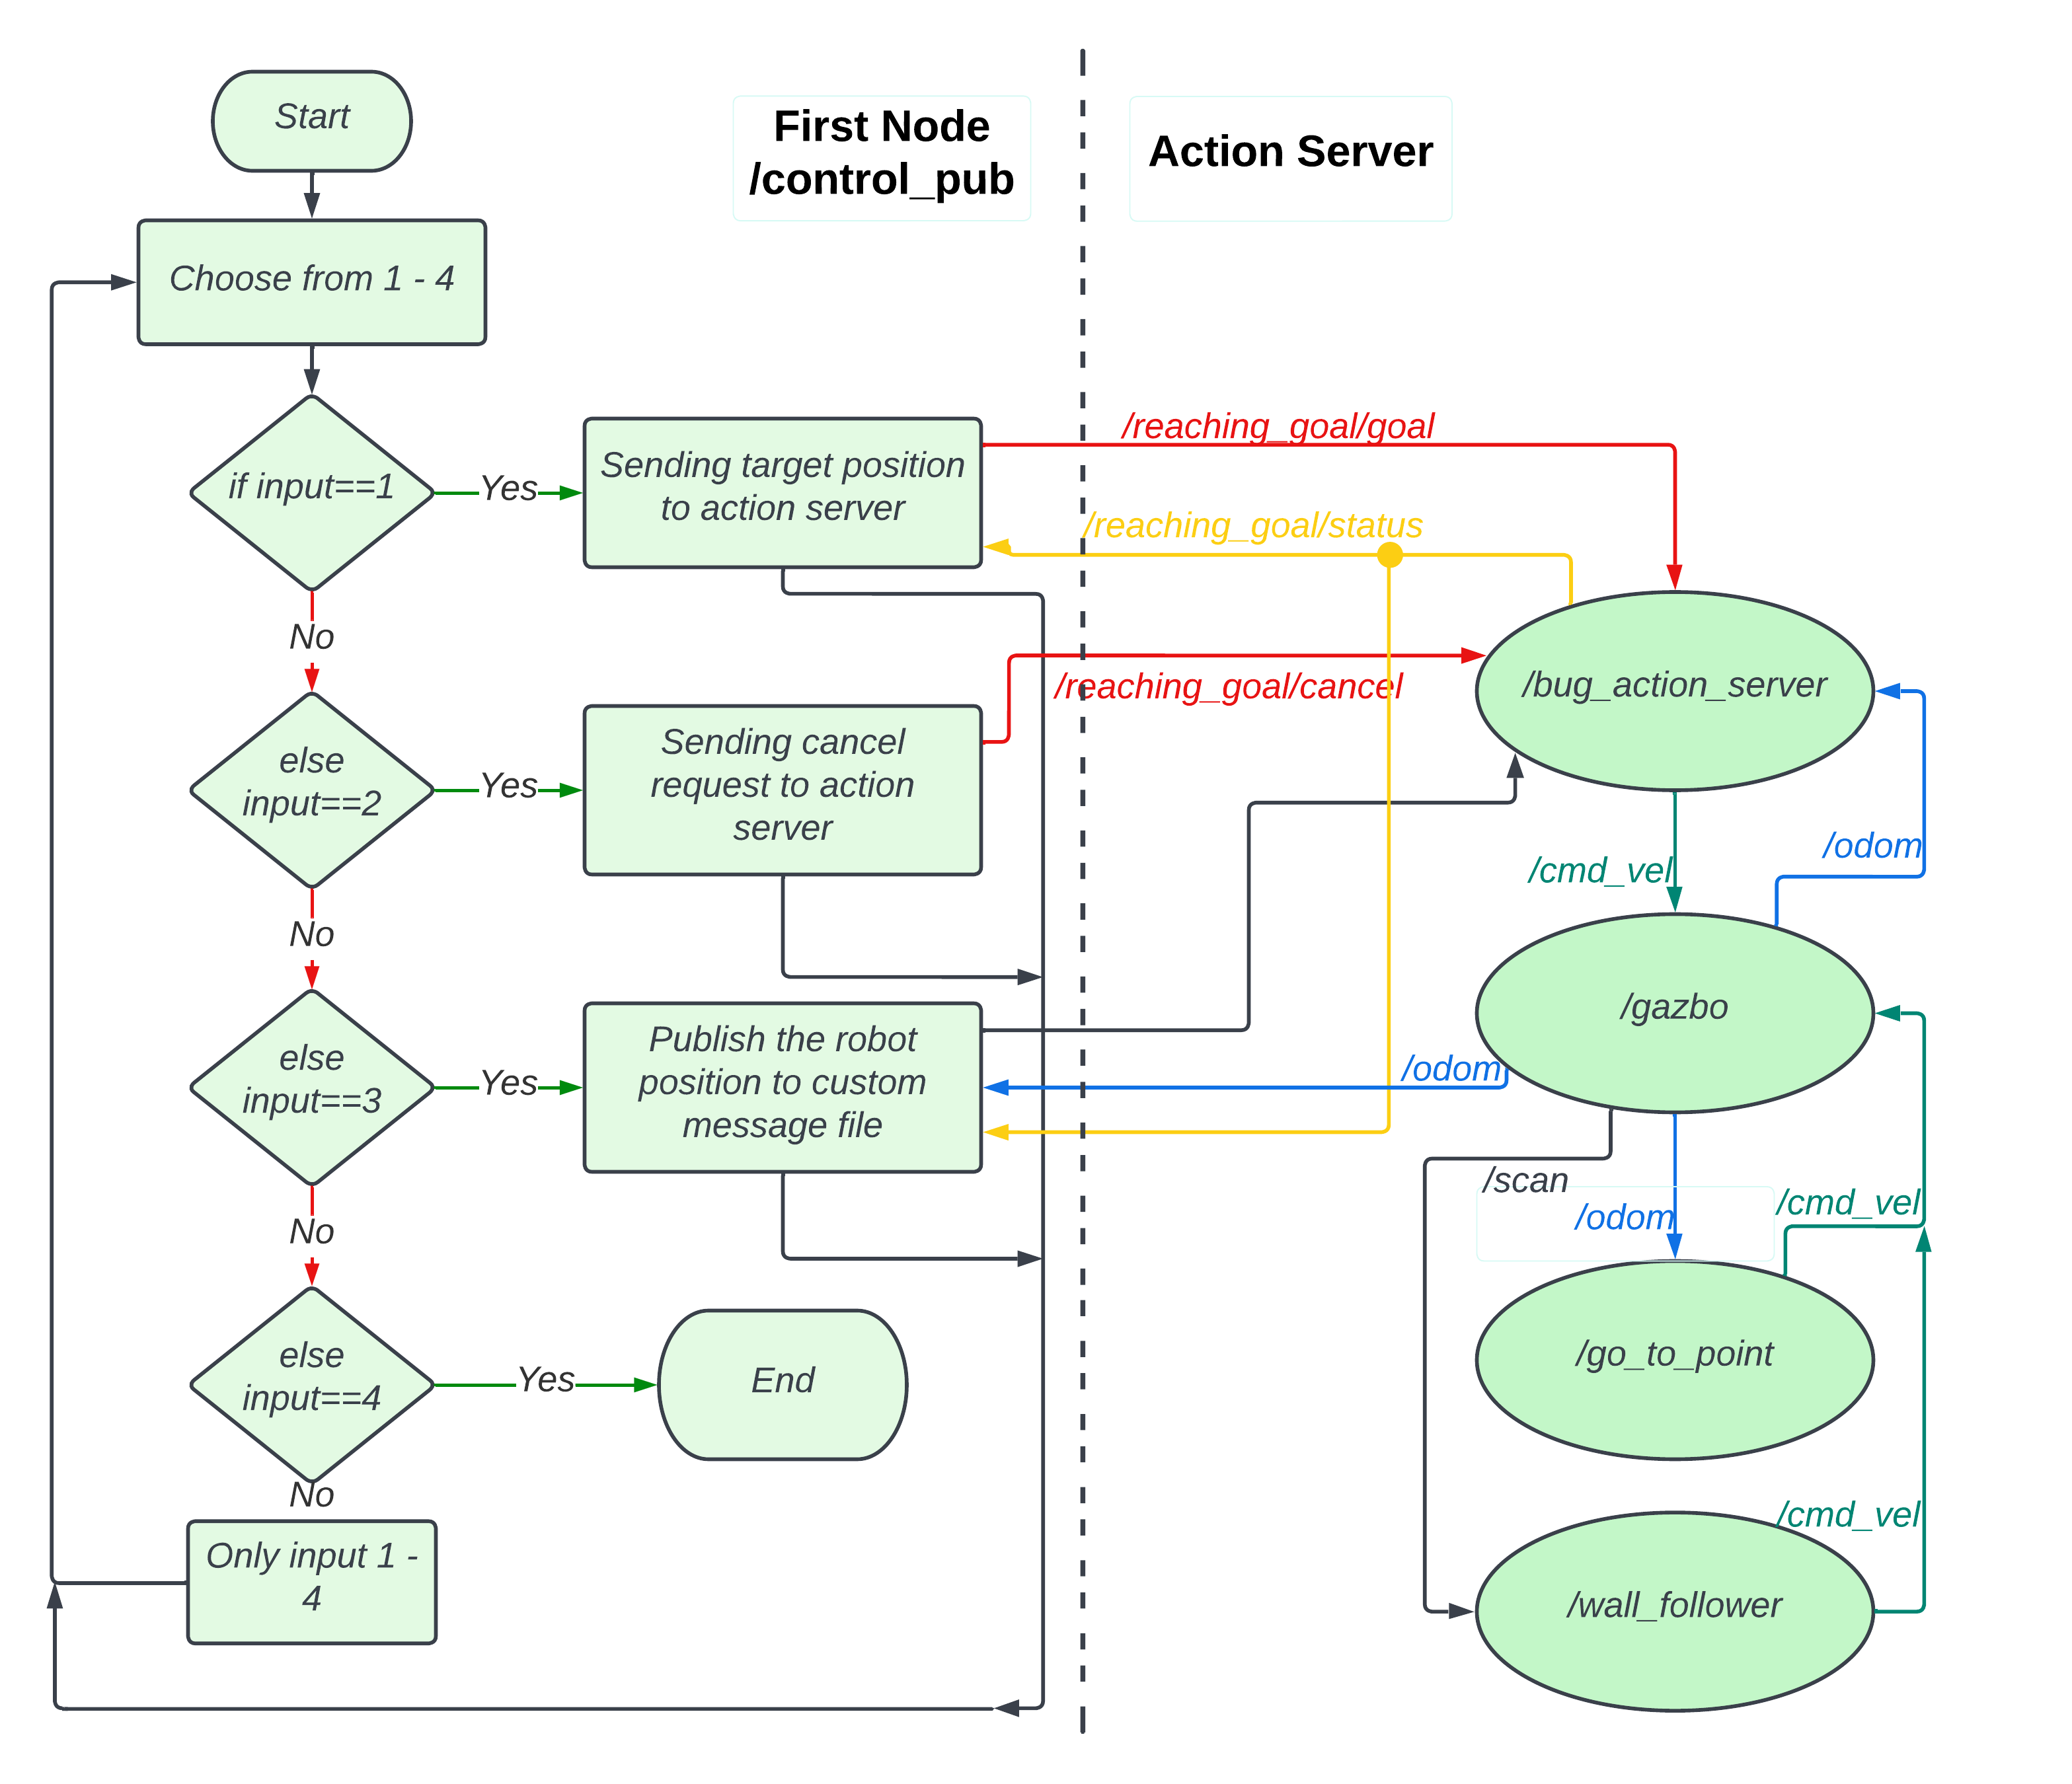 Start
First Node
/control_pub
Action Server
Choose from 1 - 4
if input==1
Yes
Sending target position
to action server
/reaching_goal/goal
/reaching_goal/status
No
/reaching_goal/cancel
/bug_action_server
else
input==2
Yes
Sending cancel
request to action
server
/cmd_vel
/odom
No
else
input==3
Yes
Publish the robot
position to custom
message file
/odom
/gazbo
/scan
/odom
/cmd_vel
No
else
input==4
Yes
End
/go_to_point
No
Only input 1 -
4
/cmd_vel
/wall_follower